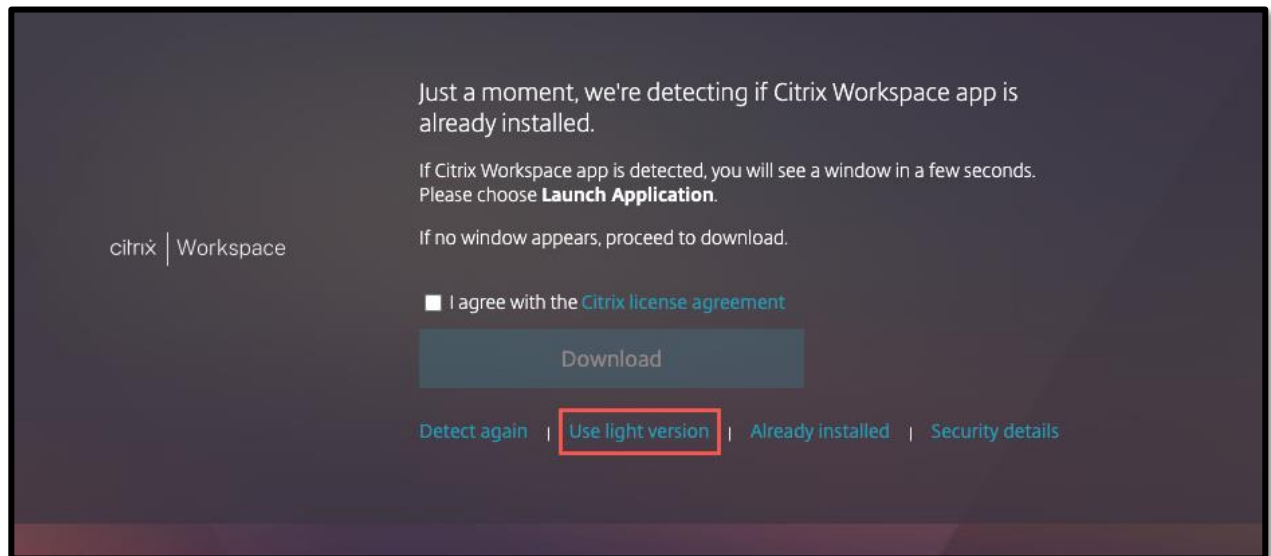 Just a moment, we're detecting if Citrix Workspace app is
already installed.
If Citrix Workspace app is detected, you will see a window in a few seconds.
Please choose Launch Application.
If no window appears, proceed to download.
citrix | Workspace
I agree with the Citrix license agreement
Download
Detect again | Use light version | Already installed | Security details